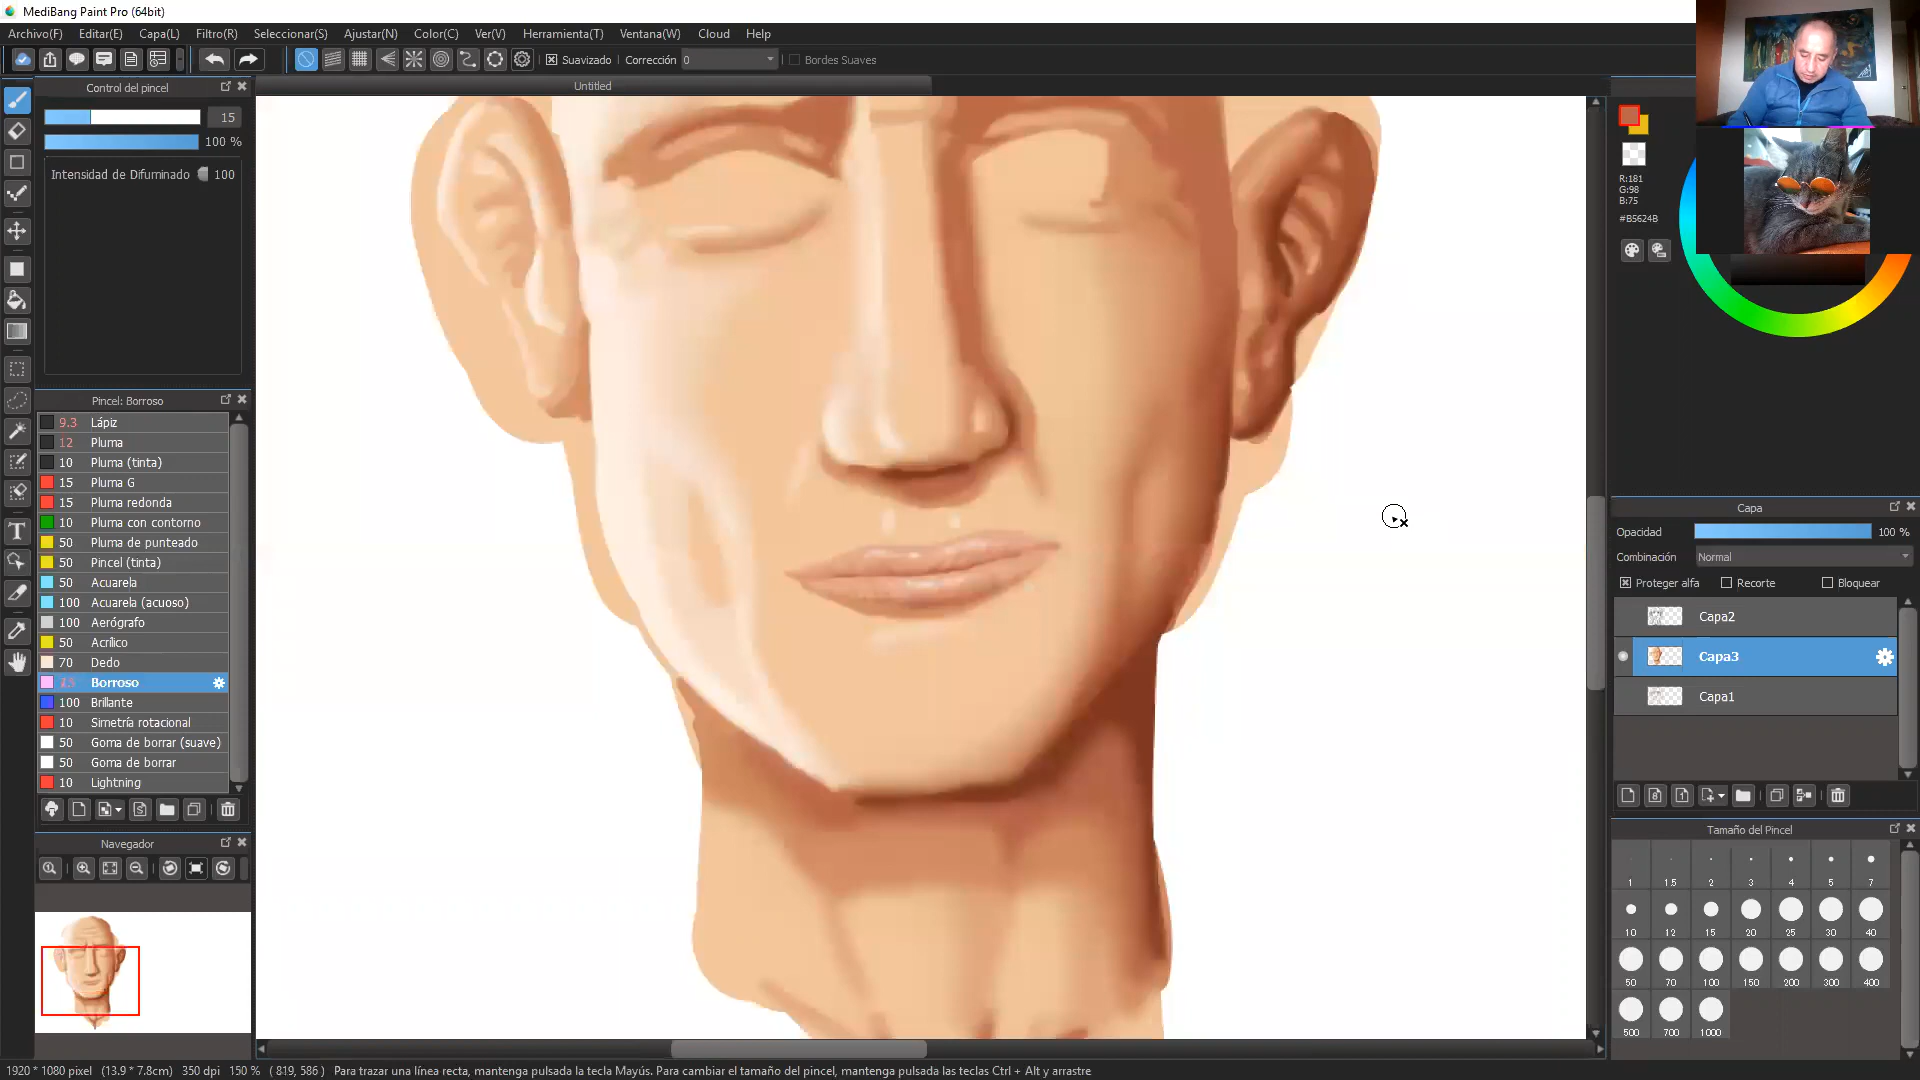 MediBang Paint Pro (64bit)
Archivo(F) Editar(E) Capa(L) Filtro(R) Seleccionar(S) Ajustar(N) Color(C) Ver(V) Herramienta(T) Ventana(W) Cloud Help
Suavizado Corrección 0 Bordes Suaves
Control del pincel
Untitled
15
100 %
Intensidad de Difuminado 100
R:181
G:98
B:75
#B5624B
Pincel: Borroso
9.3 Lápiz
12 Pluma
10 Pluma (tinta)
15 Pluma G
15 Pluma redonda
10 Pluma con contorno
50 Pluma de punteado
50 Pincel (tinta)
50 Acuarela
100 Acuarela (acuoso)
100 Aerógrafo
50 Acrílico
70 Dedo
Borroso
100 Brillante
10 Simetría rotacional
50 Goma de borrar (suave)
50 Goma de borrar
10 Lightning
Navegador
Capa
Opacidad 100 %
Combinación Normal
Proteger alfa Recorte Bloquear
Capa2
Capa3
Capa1
Tamaño del Pincel
1 1.5 2 3 4 5 7
10 12 15 20 25 30 40
50 70 100 150 200 300 400
500 700 1000
1920 * 1080 pixel (13.9 * 7.8cm) 350 dpi 150 % ( 819, 586 ) Para trazar una línea recta, mantenga pulsada la tecla Mayús. Para cambiar el tamaño del pincel, mantenga pulsadas las teclas Ctrl + Alt y arrastre